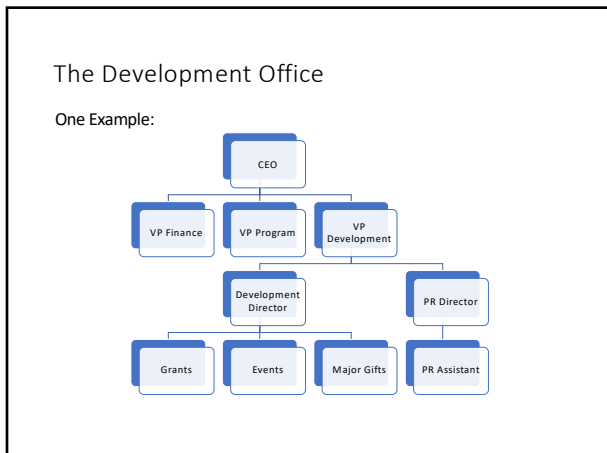 The Development Office
One Example:
CEO
VP Finance
VP Program
VP
Development
Development
Director
PR Director
Grants
Events
Major Gifts
PR Assistant